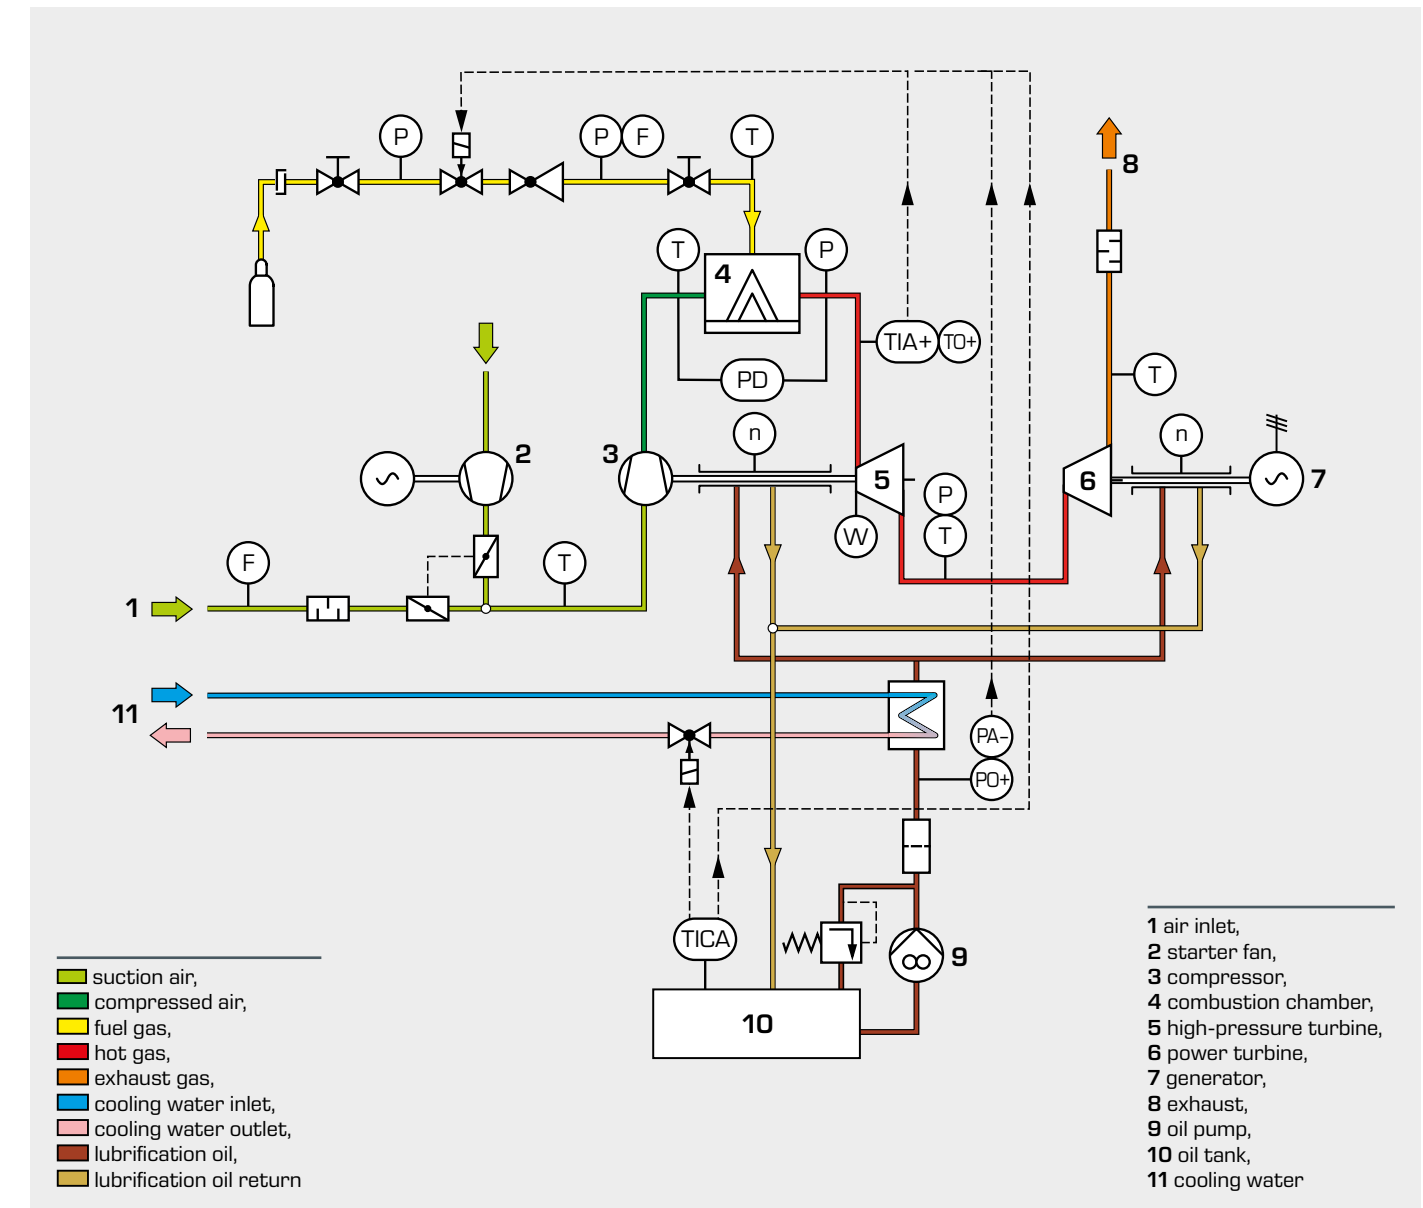 P
P
F
T
8
T
4
P
TIA+
TO+
PD
T
2
3
n
5
P
T
W
6
n
7
F
T
1
11
PA-
PO+
TICA
9
10
suction air,
compressed air,
fuel gas,
hot gas,
exhaust gas,
cooling water inlet,
cooling water outlet,
lubrification oil,
lubrification oil return
1 air inlet,
2 starter fan,
3 compressor,
4 combustion chamber,
5 high-pressure turbine,
6 power turbine,
7 generator,
8 exhaust,
9 oil pump,
10 oil tank,
11 cooling water